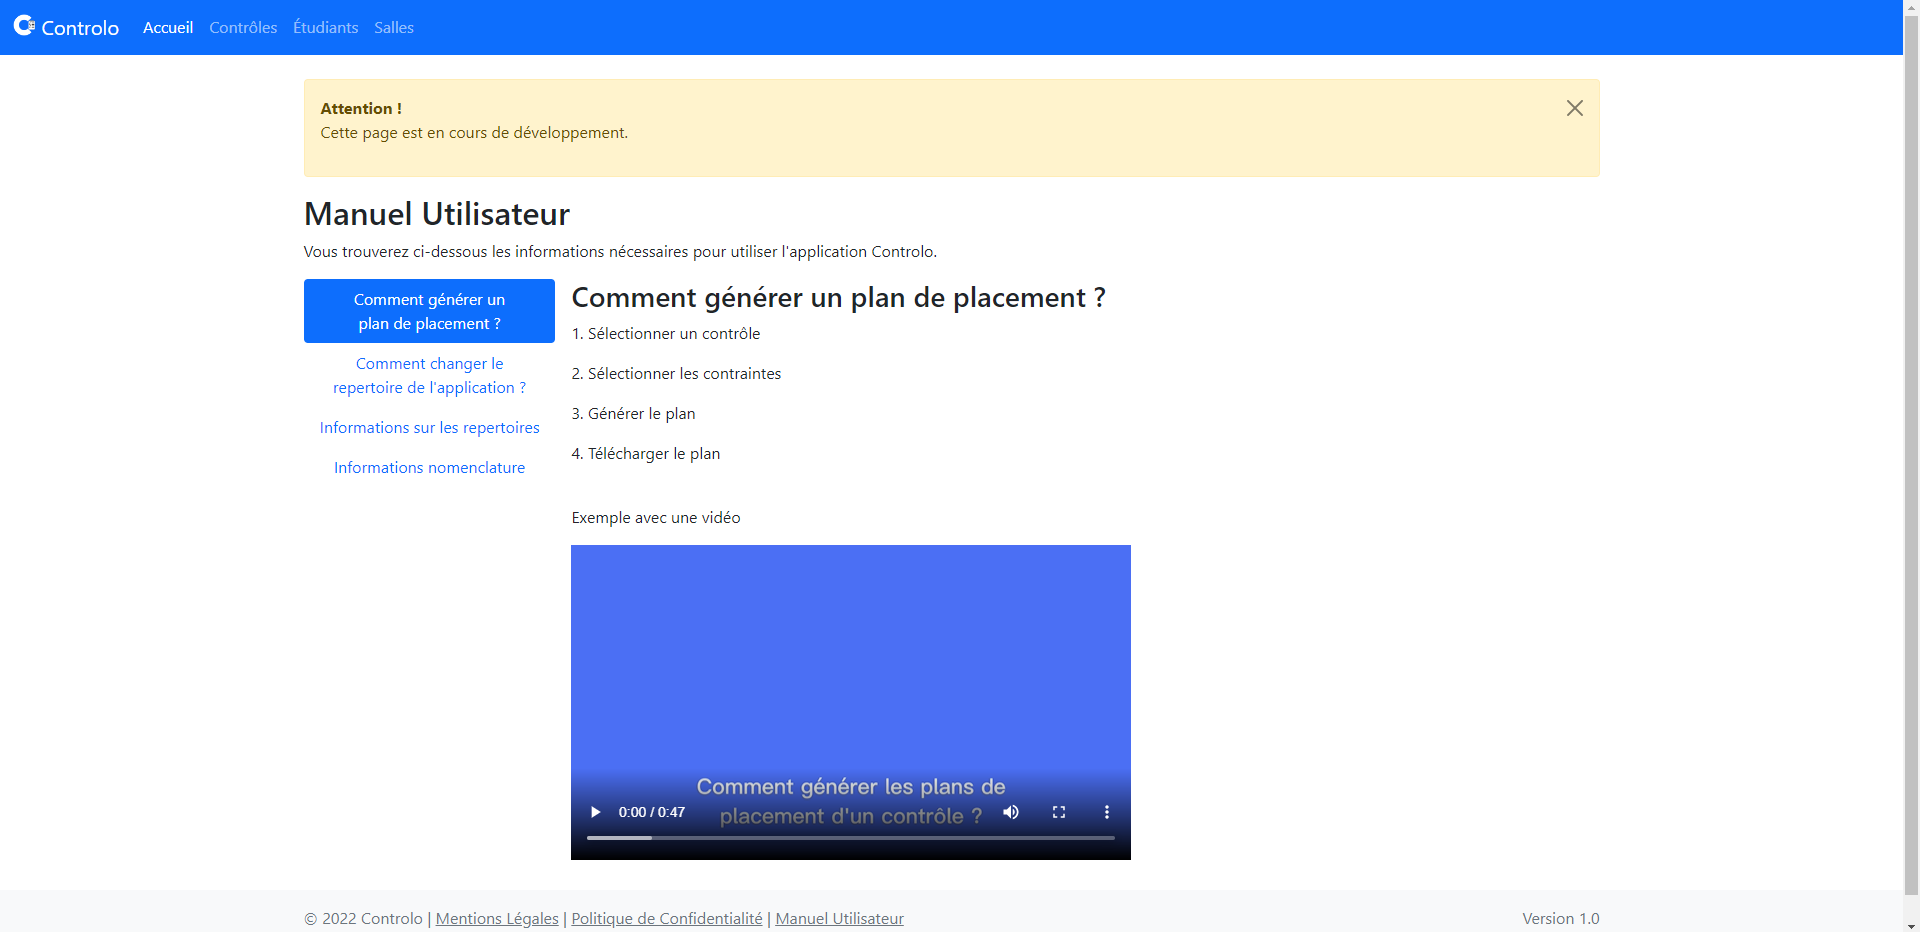 Controlo Accueil Contrôles Étudiants Salles
Attention !
Cette page est en cours de développement.
Manuel Utilisateur
Vous trouverez ci-dessous les informations nécessaires pour utiliser l'application Controlo.
Comment générer un
plan de placement ?
Comment changer le
repertoire de l'application ?
Informations sur les repertoires
Informations nomenclature
Comment générer un plan de placement ?
1. Sélectionner un contrôle
2. Sélectionner les contraintes
3. Générer le plan
4. Télécharger le plan
Exemple avec une vidéo
Comment générer les plans de
placement d'un contrôle ?
0:00 / 0:47
© 2022 Controlo | Mentions Légales | Politique de Confidentialité | Manuel Utilisateur
Version 1.0